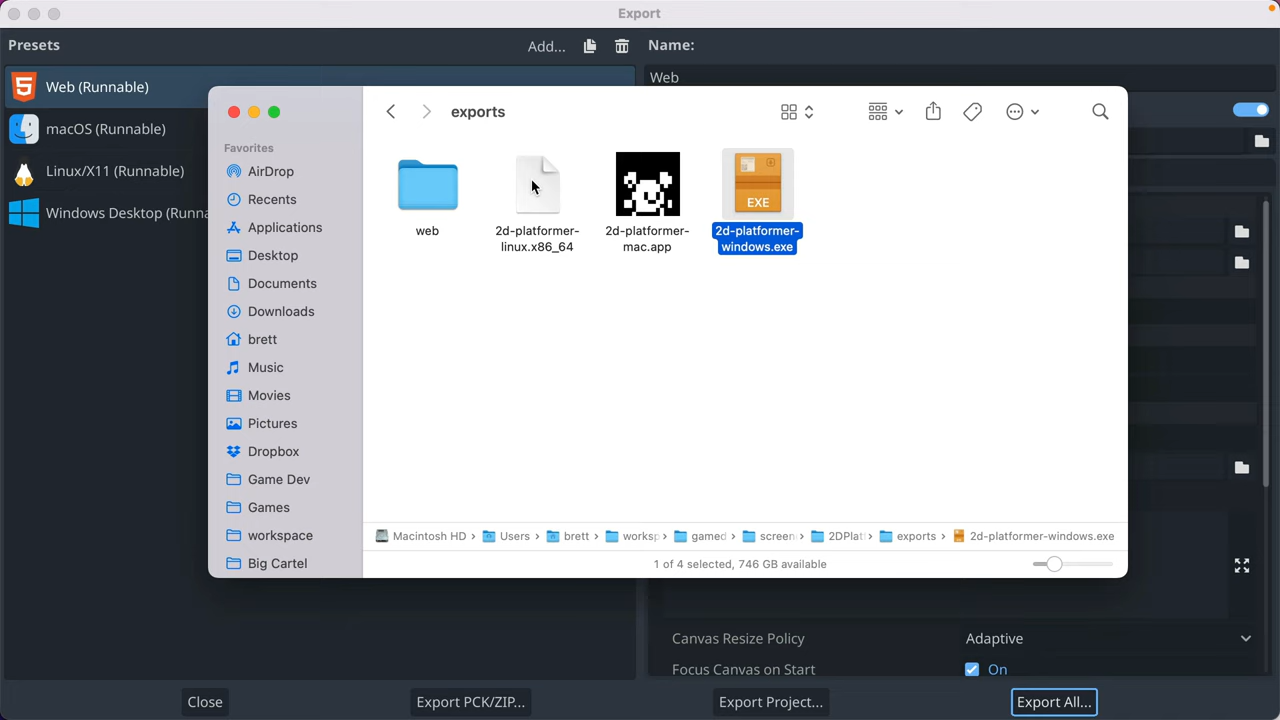 Export
Presets
Add...
Name:
Web (Runnable)
Web
macOS (Runnable)
Linux/X11 (Runnable)
Windows Desktop (Runna
exports
Favorites
AirDrop
Recents
Applications
Desktop
Documents
Downloads
brett
Music
Movies
Pictures
Dropbox
Game Dev
Games
workspace
Big Cartel
web
2d-platformer-
linux.x86_64
2d-platformer-
mac.app
EXE
2d-platformer-
windows.exe
Macintosh HD › Users › brett › worksp › gamed › screen › 2DPlat › exports › 2d-platformer-windows.exe
1 of 4 selected, 746 GB available
Canvas Resize Policy
Adaptive
Focus Canvas on Start
On
Close
Export PCK/ZIP...
Export Project...
Export All...